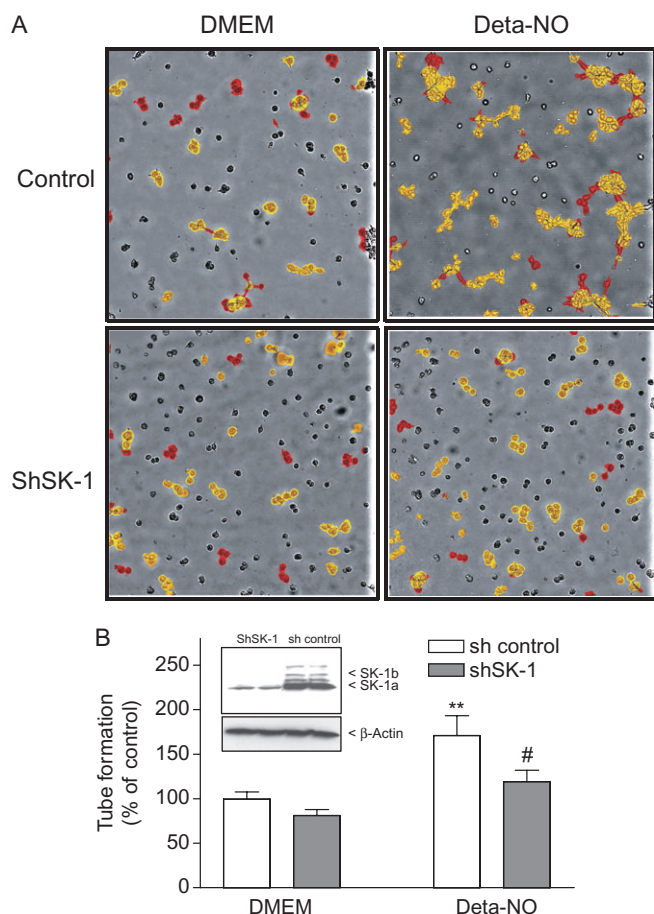 A
DMEM
Deta-NO
Control
ShSK-1
B
ShSK-1 sh control
< SK-1b
< SK-1a
< β-Actin
sh control
shSK-1
Tube formation
(% of control)
250
200
150
100
50
0
**
#
DMEM
Deta-NO